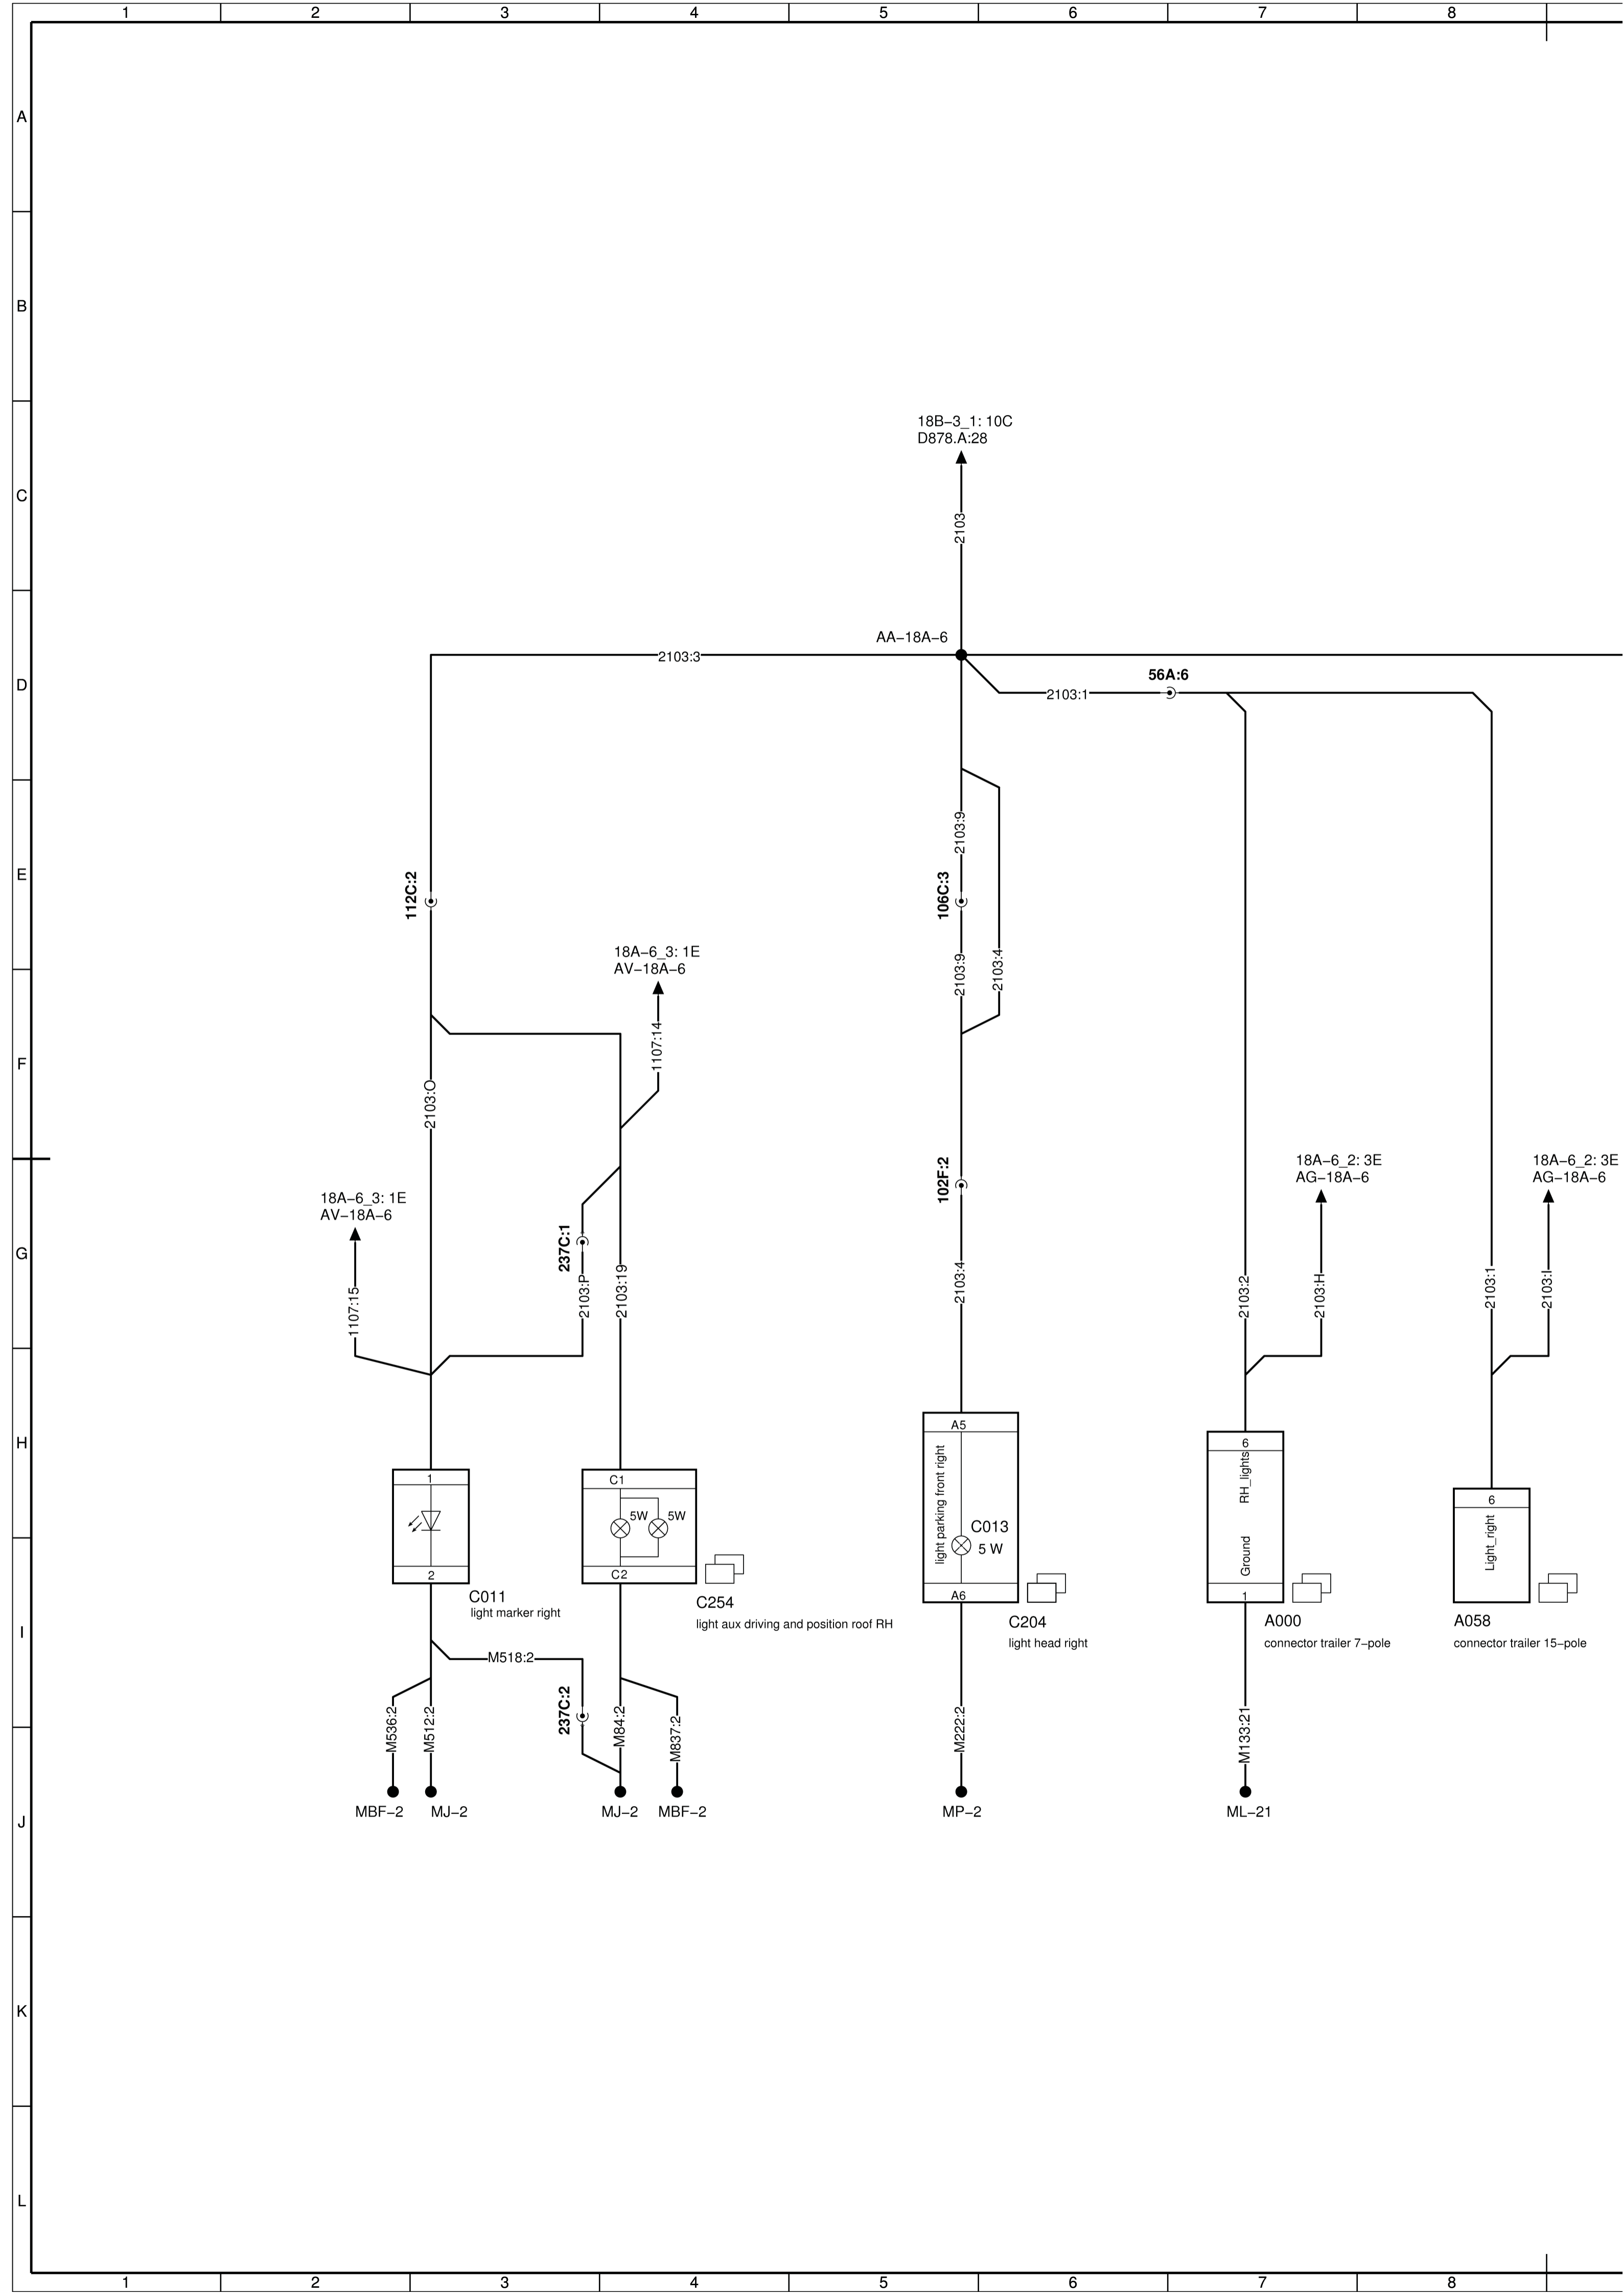 1 2 3 4 5 6 7 8
A
B
C
D
E
F
G
H
I
J
K
L
18B−3_1: 10C
D878.A:28
2103
AA−18A−6
2103:3
56A:6
2103:1
2103:9
112C:2
106C:3
18A−6_3: 1E
AV−18A−6
2103:9
2103:4
1107:14
2103:O
102F:2
18A−6_2: 3E
AG−18A−6
18A−6_2: 3E
AG−18A−6
18A−6_3: 1E
AV−18A−6
237C:1
1107:15
2103:P
2103:19
2103:4
2103:2
2103:H
2103:1
2103:I
1
2
C011
light marker right
C1
5W
5W
C2
C254
light aux driving and position roof RH
A5
light parking front right
C013
5 W
A6
C204
light head right
6
RH_lights
Ground
1
A000
connector trailer 7−pole
6
Light_right
A058
connector trailer 15−pole
M518:2
237C:2
M536:2
M512:2
M84:2
M837:2
M222:2
M133:21
MBF−2
MJ−2
MJ−2
MBF−2
MP−2
ML−21
1 2 3 4 5 6 7 8